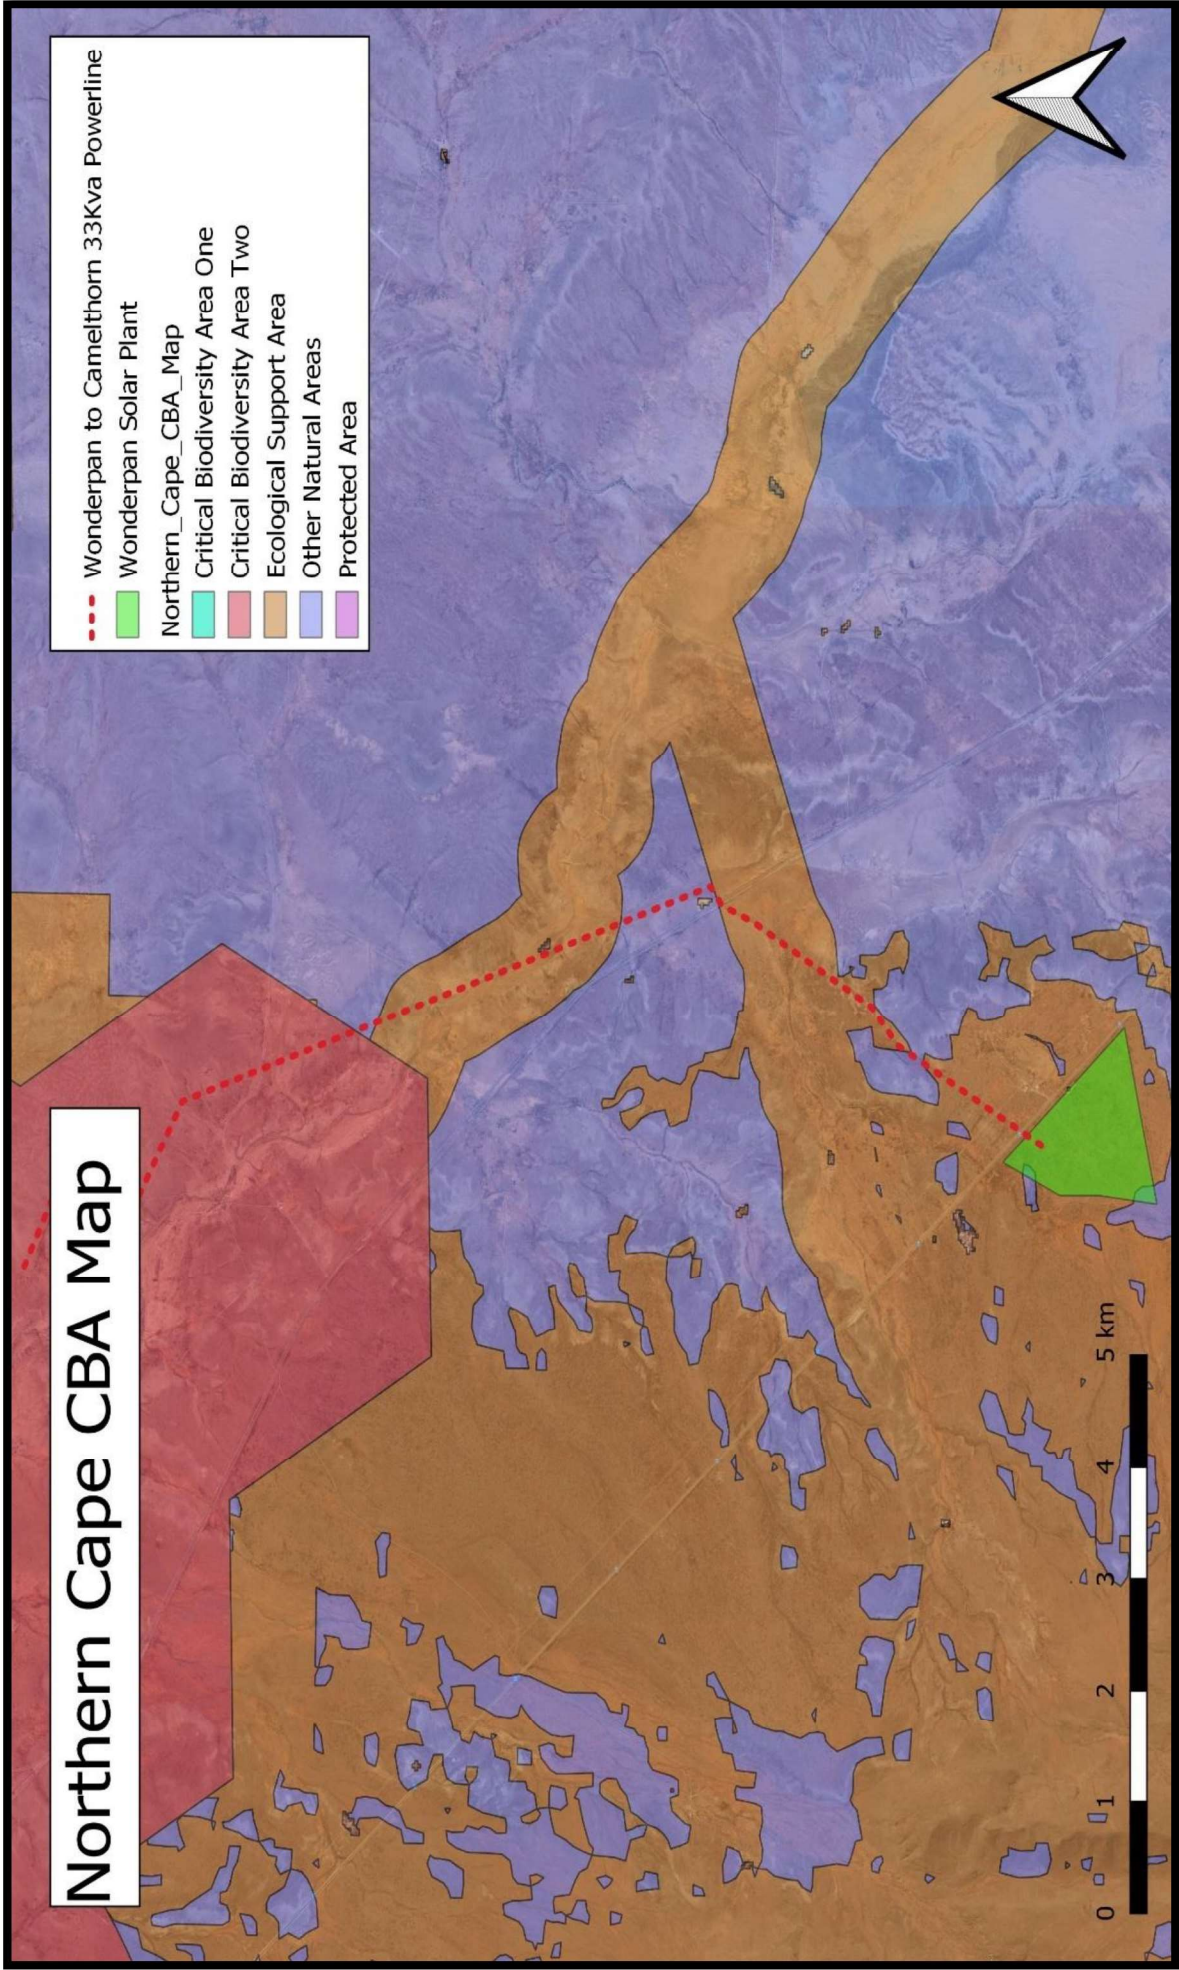 Northern Cape CBA Map
Wonderpan to Camelthorn 33Kva Powerline
Wonderpan Solar Plant
Northern_Cape_CBA_Map
Critical Biodiversity Area One
Critical Biodiversity Area Two
Ecological Support Area
Other Natural Areas
Protected Area
0 1 2 3 4 5 km